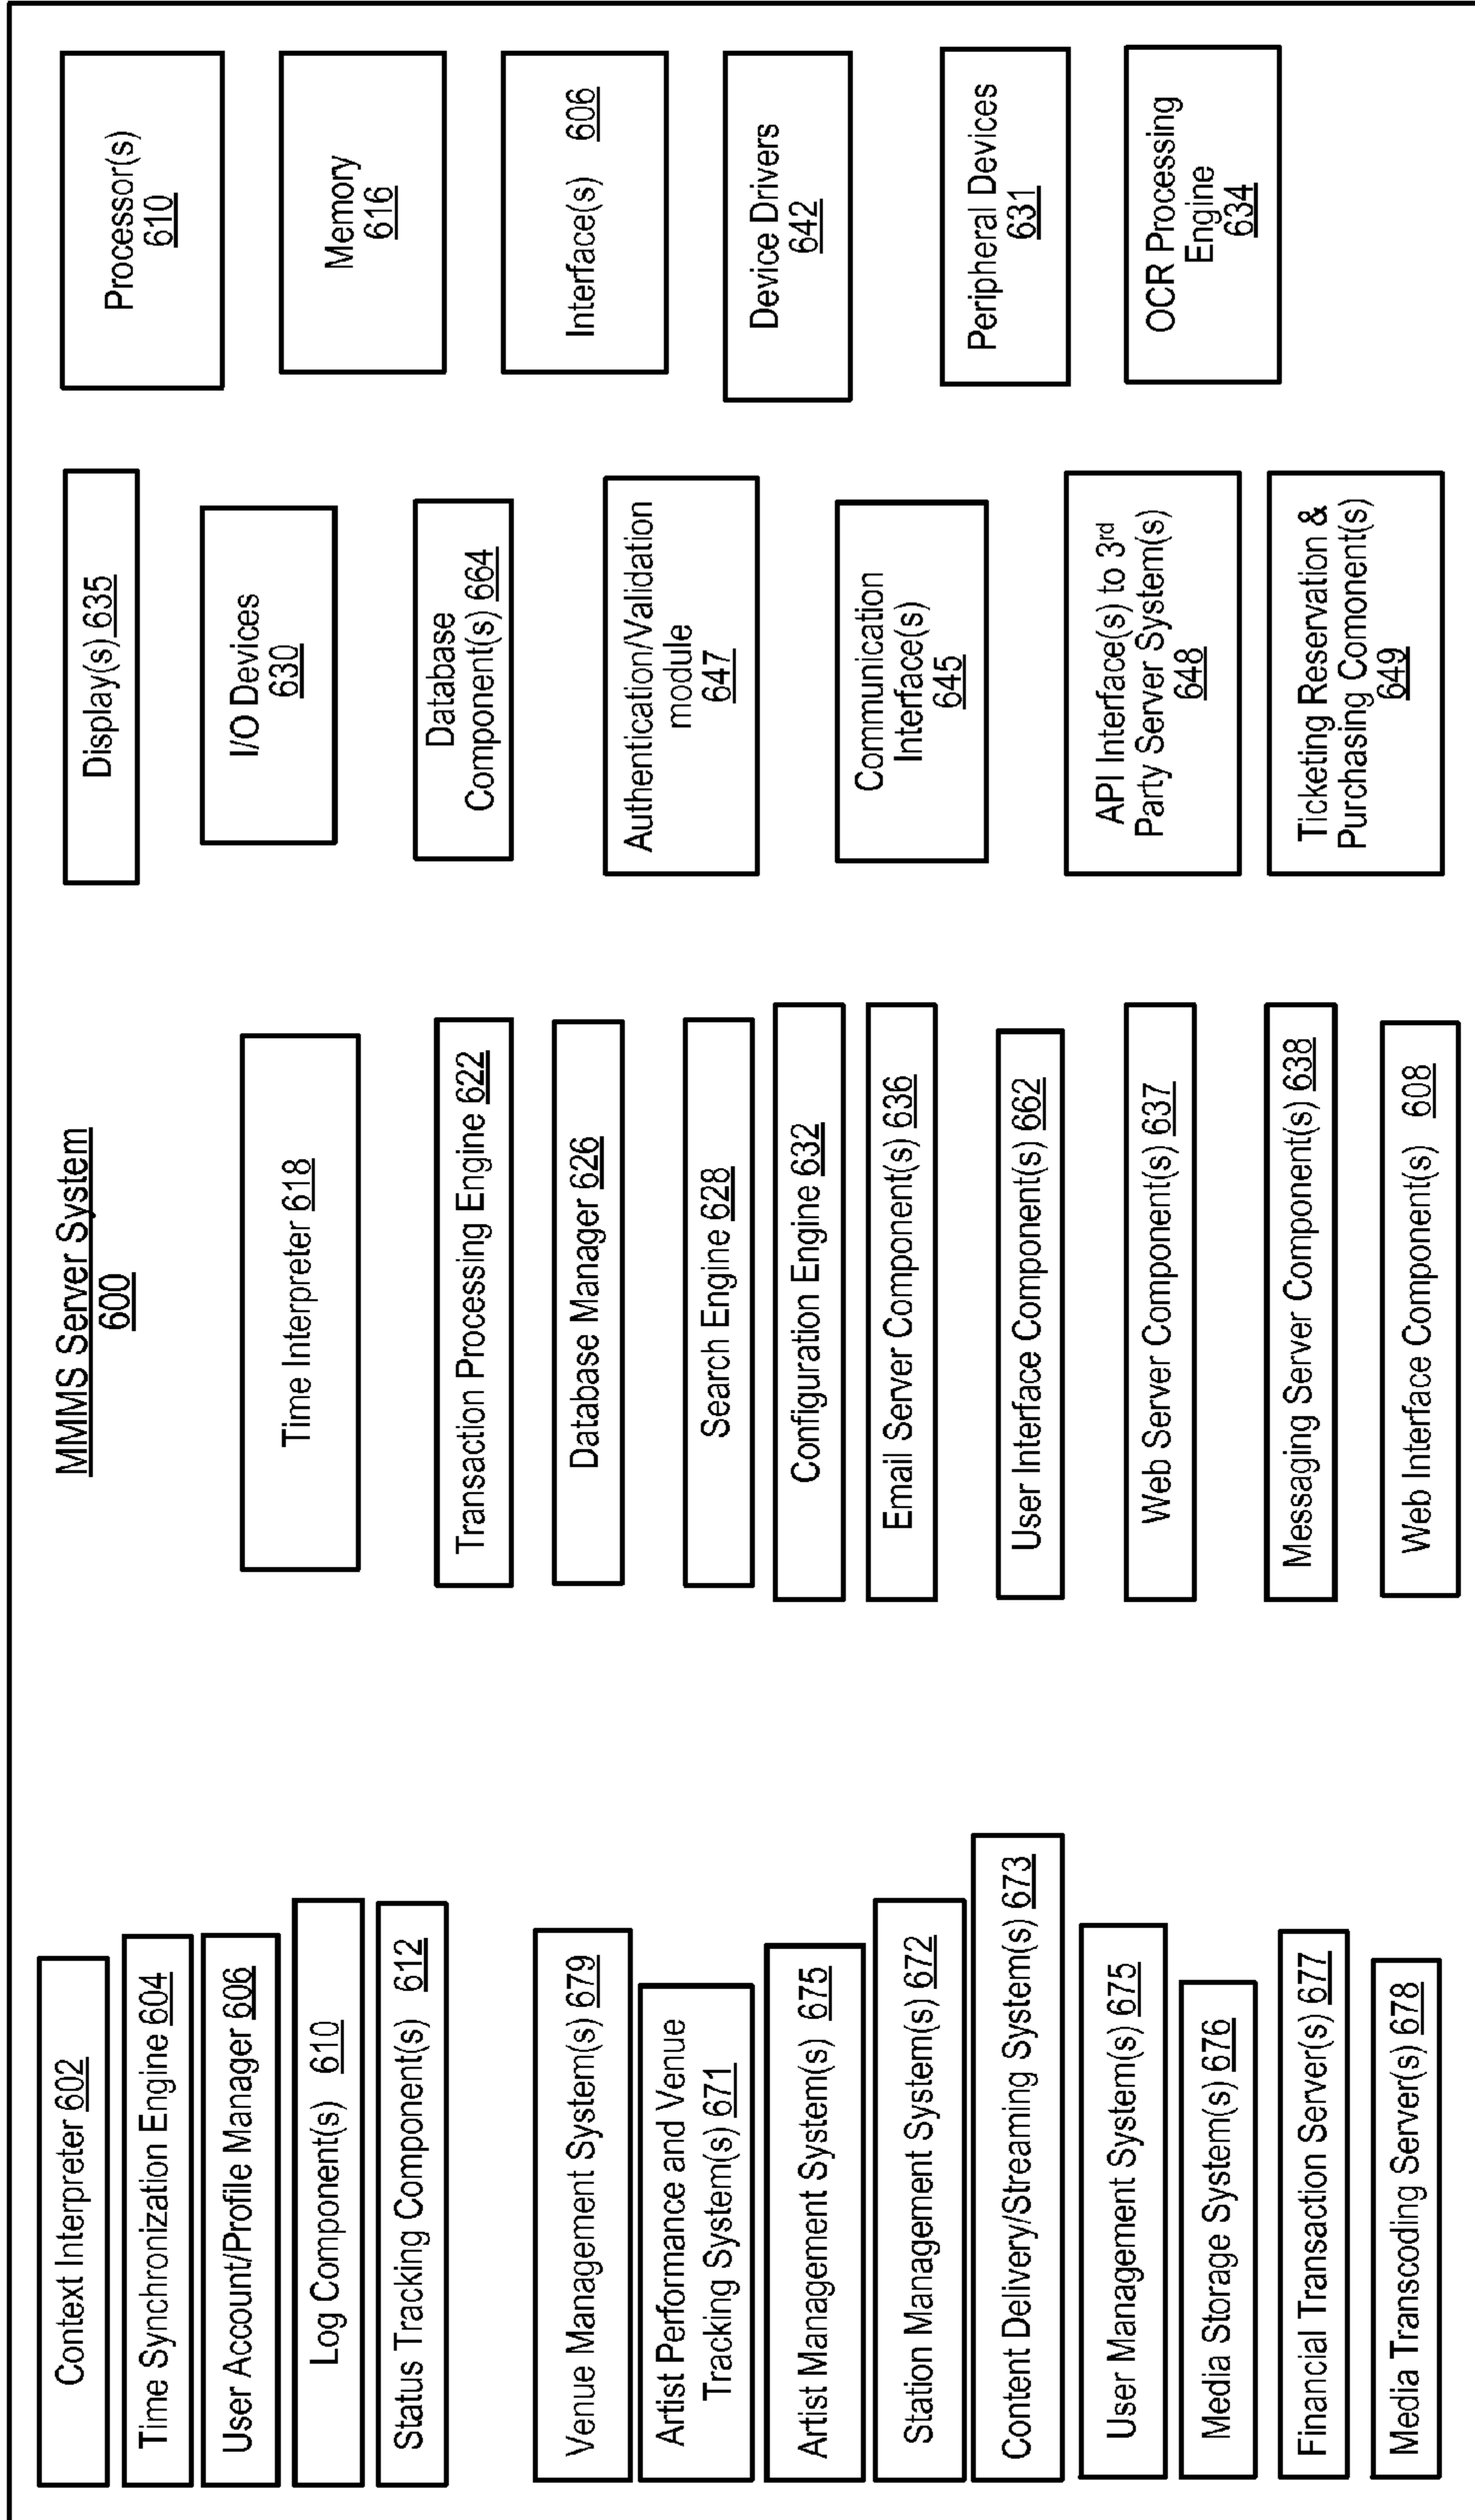 MMMS Server System
600
Context Interpreter 602
Time Synchronization Engine 604
User Account/Profile Manager 606
Log Component(s) 610
Status Tracking Component(s) 612
Venue Management System(s) 679
Artist Performance and Venue
Tracking System(s) 671
Artist Management System(s) 675
Station Management System(s) 672
Content Delivery/Streaming System(s) 673
User Management System(s) 675
Media Storage System(s) 676
Financial Transaction Server(s) 677
Media Transcoding Server(s) 678
Time Interpreter 618
Transaction Processing Engine 622
Database Manager 626
Search Engine 628
Configuration Engine 632
Email Server Component(s) 636
User Interface Component(s) 662
Web Server Component(s) 637
Messaging Server Component(s) 638
Web Interface Component(s) 608
Display(s) 635
I/O Devices
630
Database
Component(s) 664
Authentication/Validation
module
647
Communication
Interface(s)
645
API Interface(s) to 3rd
Party Server System(s)
648
Ticketing Reservation &
Purchasing Comonent(s)
649
Processor(s)
610
Memory
616
Interface(s) 606
Device Drivers
642
Peripheral Devices
631
OCR Processing
Engine
634